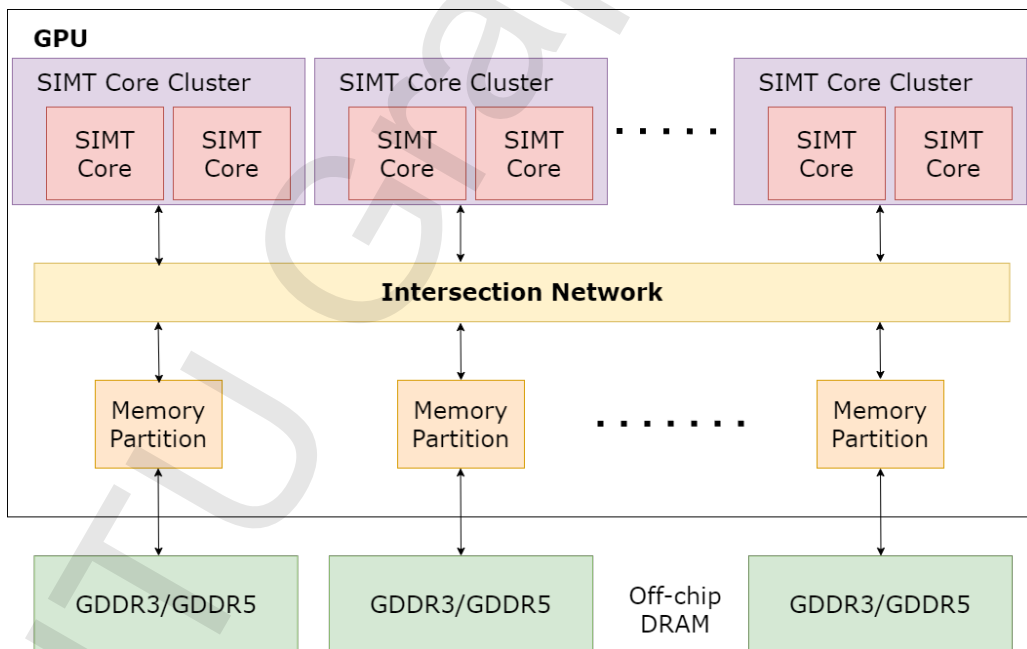 GPU
SIMT Core Cluster
SIMT Core Cluster
SIMT Core Cluster
SIMT
Core
SIMT
Core
SIMT
Core
SIMT
Core
SIMT
Core
SIMT
Core
Intersection Network
Memory
Partition
Memory
Partition
Memory
Partition
GDDR3/GDDR5
GDDR3/GDDR5
Off-chip
DRAM
GDDR3/GDDR5